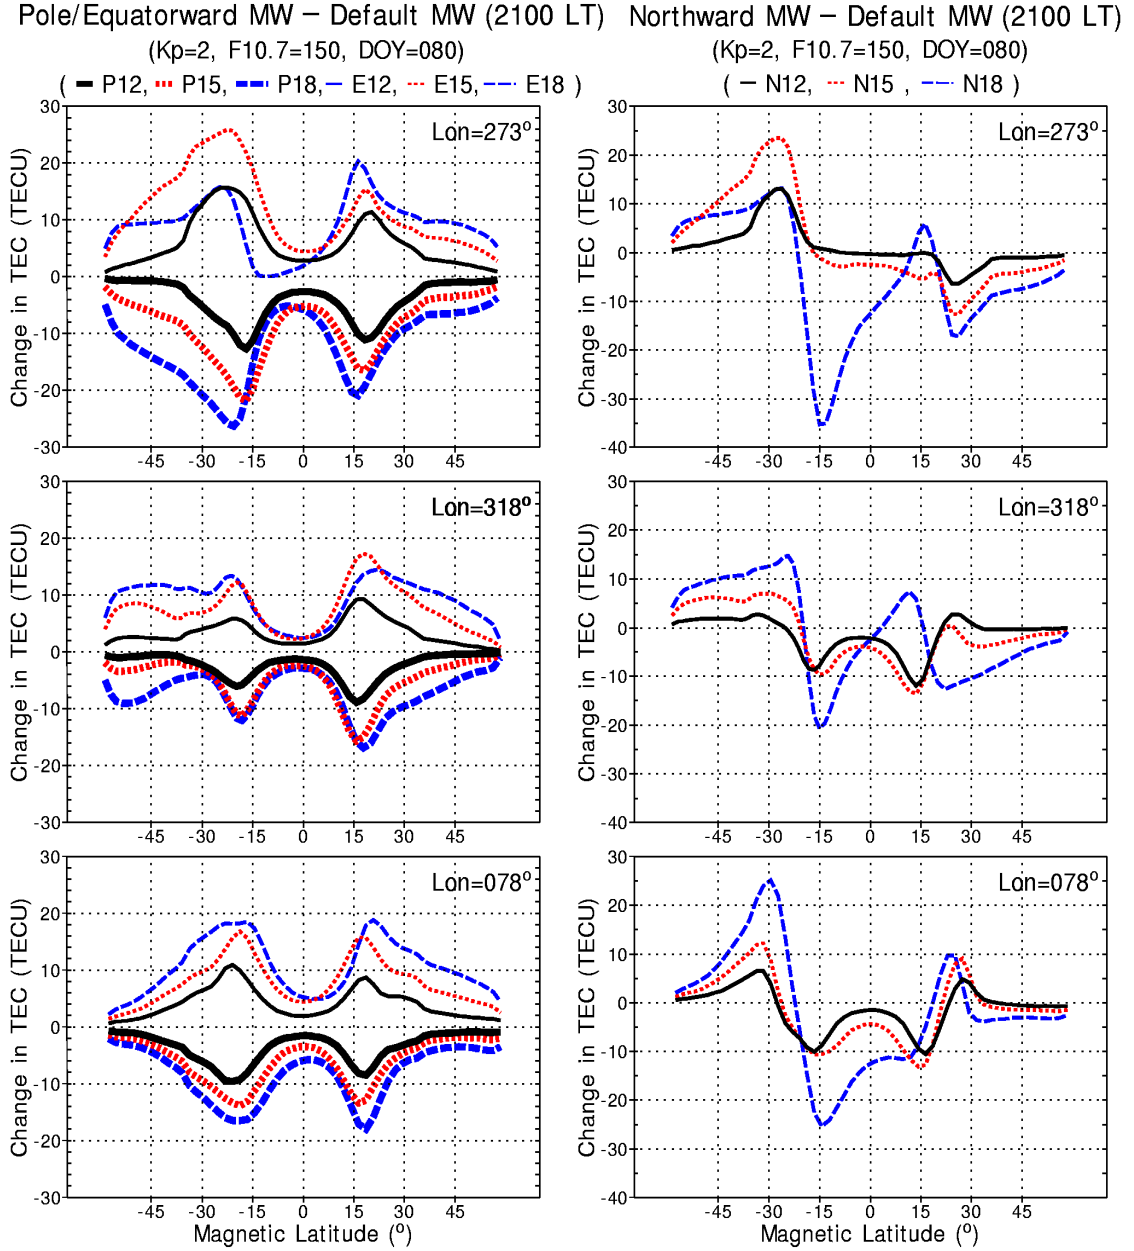 Pole/Equatorward MW – Default MW (2100 LT)
(Kp=2, F10.7=150, DOY=080)
( P12, P15, P18, E12, E15, E18 )
30
20
10
0
-10
-20
-30
Change in TEC (TECU)
Lon=273°
-45 -30 -15 0 15 30 45
30
20
10
0
-10
-20
-30
Change in TEC (TECU)
Lon=318°
-45 -30 -15 0 15 30 45
30
20
10
0
-10
-20
-30
Change in TEC (TECU)
Lon=078°
-45 -30 -15 0 15 30 45
Magnetic Latitude (°)
Northward MW – Default MW (2100 LT)
(Kp=2, F10.7=150, DOY=080)
( N12, N15 , N18 )
30
20
10
0
-10
-20
-30
-40
Change in TEC (TECU)
Lon=273°
-45 -30 -15 0 15 30 45
30
20
10
0
-10
-20
-30
-40
Change in TEC (TECU)
Lon=318°
-45 -30 -15 0 15 30 45
30
20
10
0
-10
-20
-30
-40
Change in TEC (TECU)
Lon=078°
-45 -30 -15 0 15 30 45
Magnetic Latitude (°)